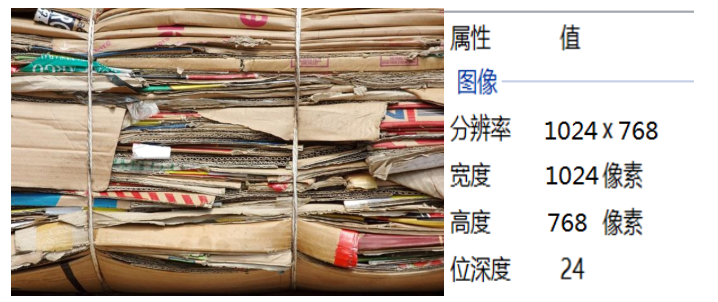 属性 值
图像
分辨率 1024 x 768
宽度 1024 像素
高度 768 像素
位深度 24